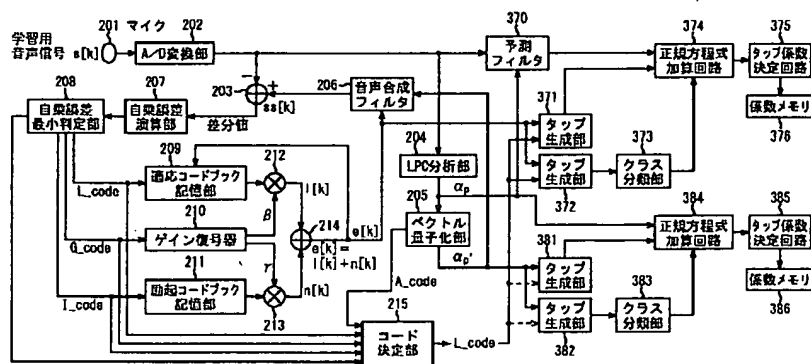 学習用
音声信号 s[k]
201 マイク
202
A/D変換部
370
予測
フィルタ
374
正規方程式
加算回路
375
タップ係数
決定回路
係数メモリ
376
208
自乗誤差
最小判定部
207
自乗誤差
演算部
203
−
+
ss[k]
差分値
206
音声合成
フィルタ
204
LPC分析部
αp
205
ベクトル
量子化部
αp'
371
タップ
生成部
タップ
生成部
372
373
クラス
分類部
209
適応コードブック
記憶部
212
l[k]
L_code
β
210
ゲイン復号器
214
e[k]
e[k]=
l[k]+n[k]
G_code
211
γ
励起コードブック
記憶部
213
n[k]
I_code
A_code
215
コード
決定部
L_code
381
タップ
生成部
タップ
生成部
382
383
クラス
分類部
384
正規方程式
加算回路
385
タップ係数
決定回路
係数メモリ
386